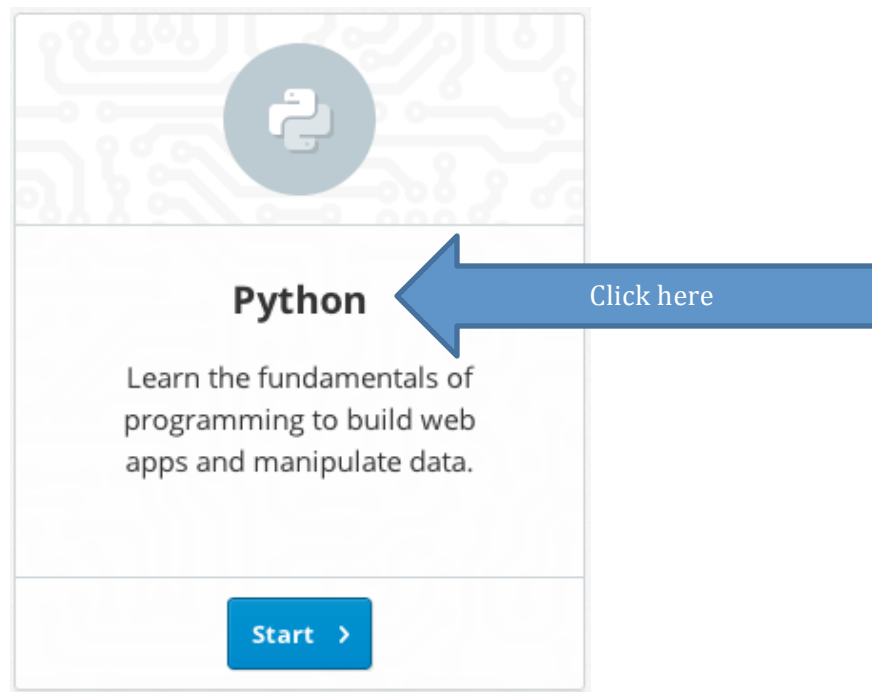 Python
Click here
Learn the fundamentals of
programming to build web
apps and manipulate data.
Start